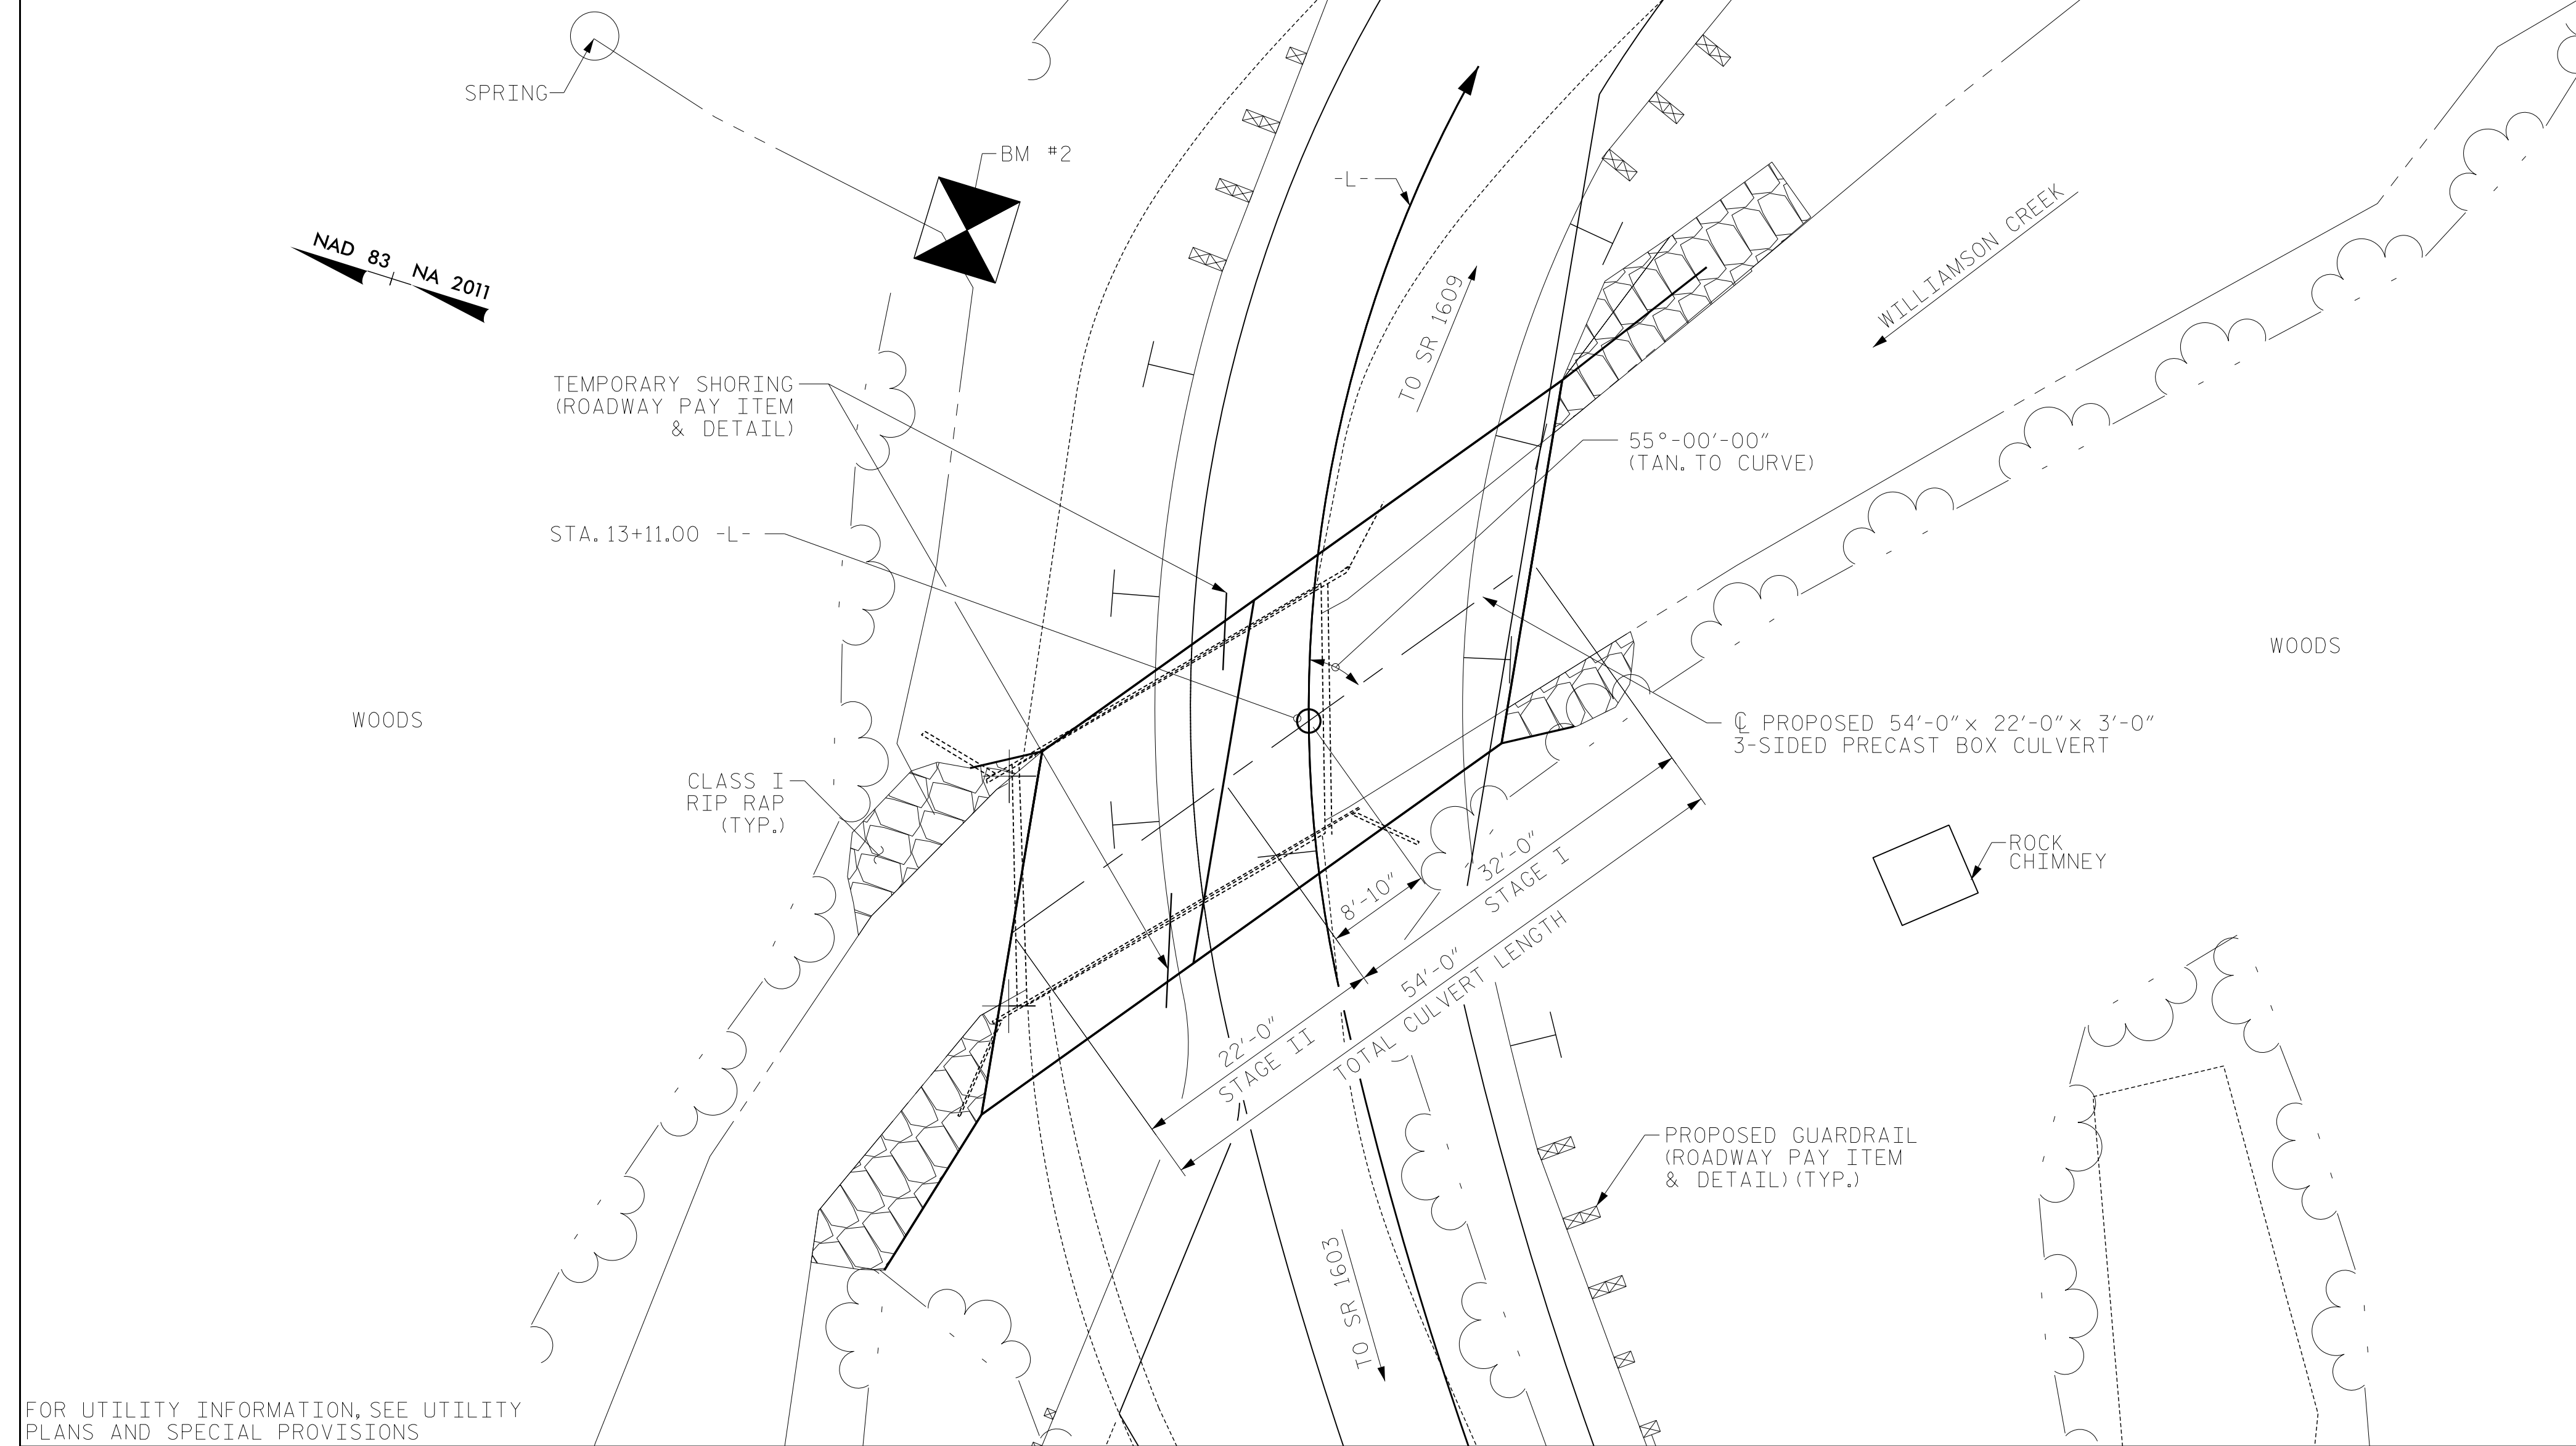 SPRING
BM #2
-L-
NAD 83 NA 2011
WILLIAMSON CREEK
TO SR 1609
TEMPORARY SHORING
(ROADWAY PAY ITEM
& DETAIL)
55°-00'-00"
(TAN. TO CURVE)
STA. 13+11.00 -L-
WOODS
WOODS
℄ PROPOSED 54'-0" x 22'-0" x 3'-0"
3-SIDED PRECAST BOX CULVERT
CLASS I
RIP RAP
(TYP.)
ROCK
CHIMNEY
8'-10"
32'-0"
STAGE I
54'-0"
TOTAL CULVERT LENGTH
22'-0"
STAGE II
PROPOSED GUARDRAIL
(ROADWAY PAY ITEM
& DETAIL) (TYP.)
TO SR 1603
FOR UTILITY INFORMATION, SEE UTILITY
PLANS AND SPECIAL PROVISIONS